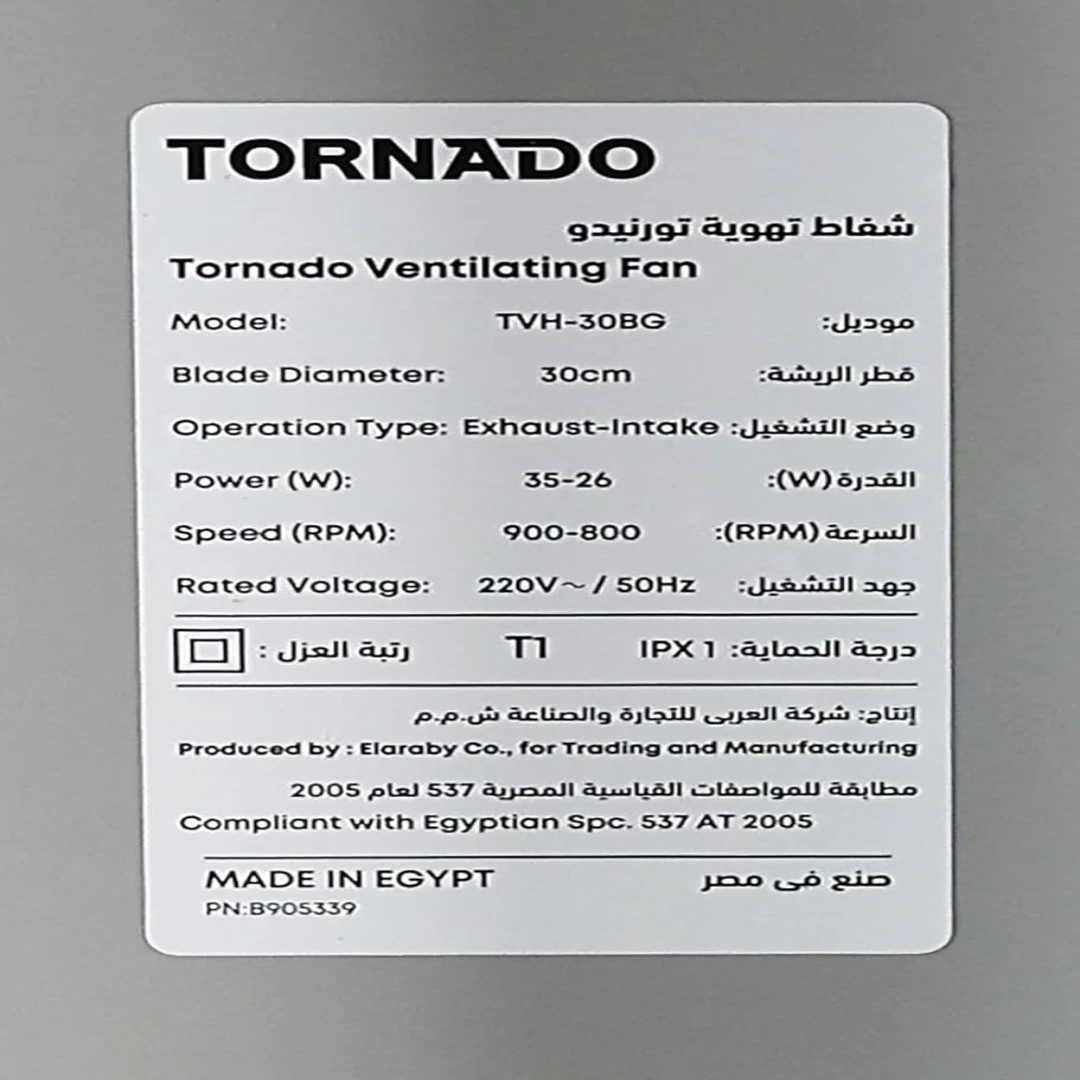 TORNADO
شفاط تهوية تورنيدو
Tornado Ventilating Fan
Model: TVH-30BG موديل:
Blade Diameter: 30cm قطر الريشة:
Operation Type: Exhaust-Intake وضع التشغيل:
Power (W): 35-26 القدرة (W):
Speed (RPM): 900-800 السرعة (RPM):
Rated Voltage: 220V~ / 50Hz جهد التشغيل:
درجة الحماية: IPX 1 T1 رتبة العزل :
إنتاج: شركة العربى للتجارة والصناعة ش.م.م
Produced by : Elaraby Co., for Trading and Manufacturing
مطابقة للمواصفات القياسية المصرية 537 لعام 2005
Compliant with Egyptian Spc. 537 AT 2005
MADE IN EGYPT صنع فى مصر
PN:B905339